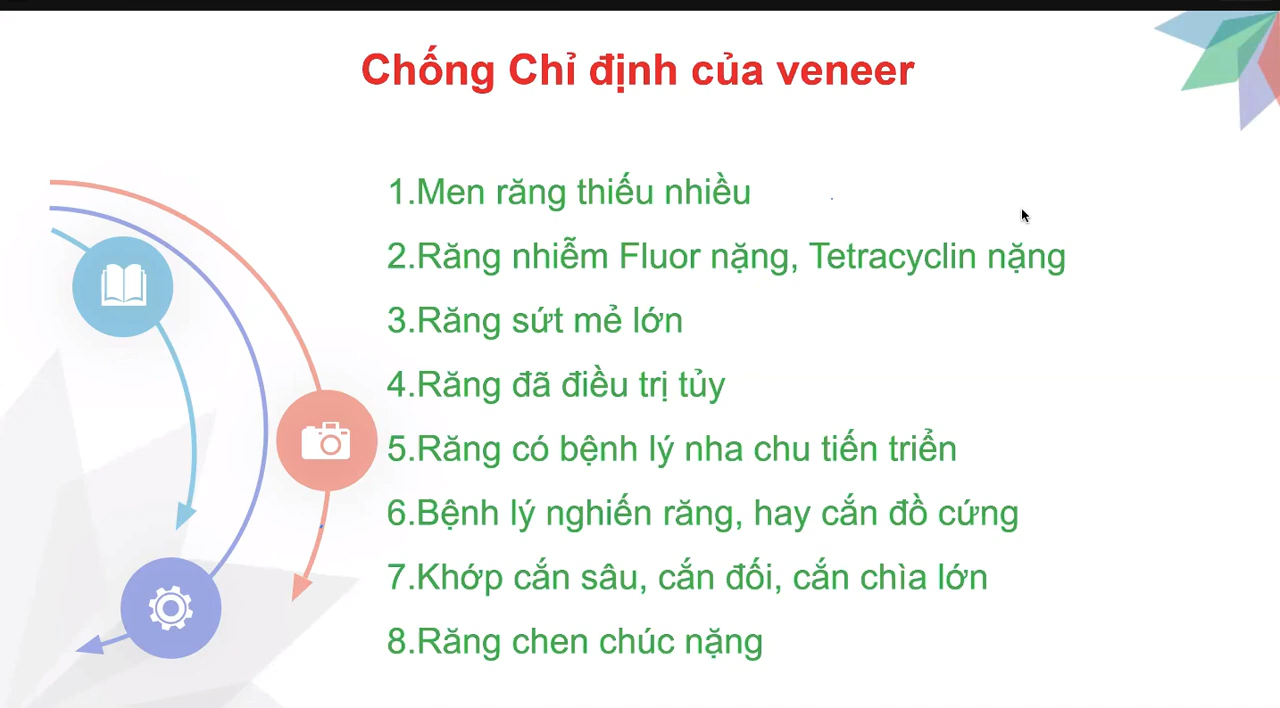 Chống Chỉ định của veneer
1.Men răng thiếu nhiều
2.Răng nhiễm Fluor nặng, Tetracyclin nặng
3.Răng sứt mẻ lớn
4.Răng đã điều trị tủy
5.Răng có bệnh lý nha chu tiến triển
6.Bệnh lý nghiến răng, hay cắn đồ cứng
7.Khớp cắn sâu, cắn đối, cắn chìa lớn
8.Răng chen chúc nặng